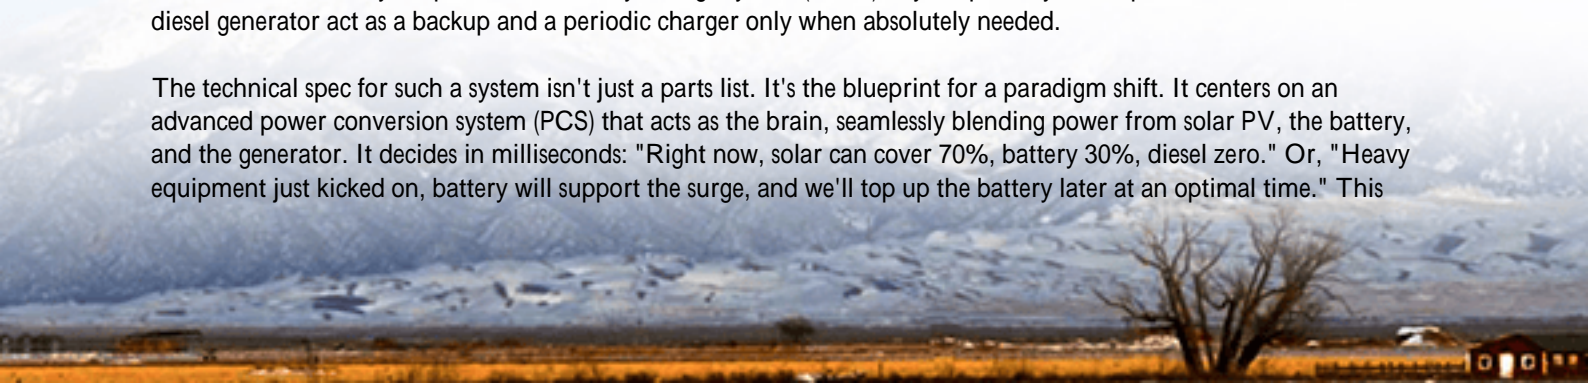 diesel generator act as a backup and a periodic charger only when absolutely needed.
The technical spec for such a system isn't just a parts list. It's the blueprint for a paradigm shift. It centers on an
advanced power conversion system (PCS) that acts as the brain, seamlessly blending power from solar PV, the battery,
and the generator. It decides in milliseconds: "Right now, solar can cover 70%, battery 30%, diesel zero." Or, "Heavy
equipment just kicked on, battery will support the surge, and we'll top up the battery later at an optimal time." This